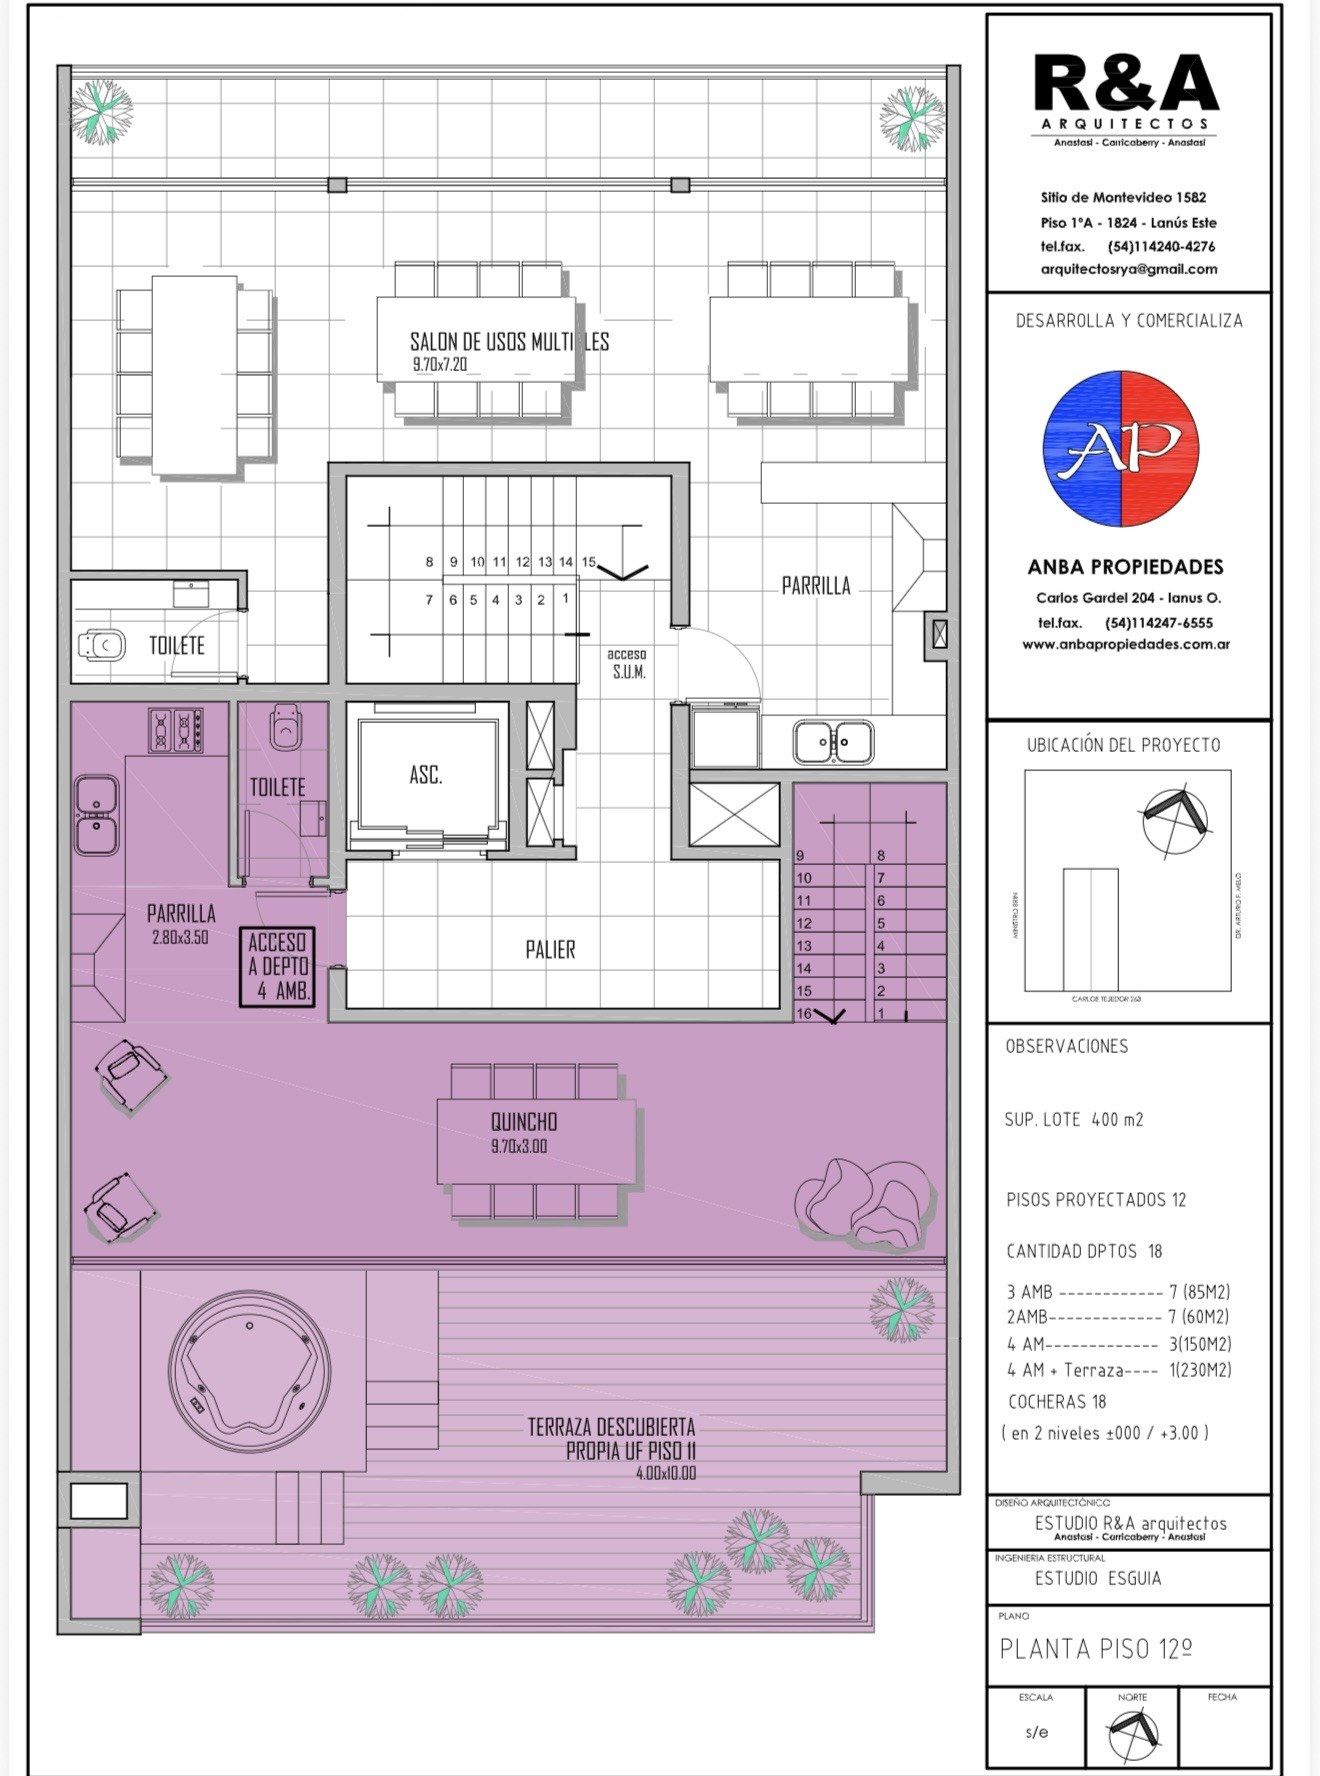 SALON DE USOS MULTIPLES
9.70x7.20
8 9 10 11 12 13 14 15
7 6 5 4 3 2 1
PARRILLA
TOILETE
acceso
S.U.M.
TOILETE
ASC.
PARRILLA
2.80x3.50
ACCESO
A DEPTO
4 AMB.
PALIER
9 8
10 7
11 6
12 5
13 4
14 3
15 2
16 1
QUINCHO
9.70x3.00
TERRAZA DESCUBIERTA
PROPIA UF PISO 11
4.00x10.00
R&A
ARQUITECTOS
Anastasi - Carricaberry - Anastasi
Sitio de Montevideo 1582
Piso 1ºA - 1824 - Lanús Este
tel.fax. (54)114240-4276
arquitectosrya@gmail.com
DESARROLLA Y COMERCIALIZA
AP
ANBA PROPIEDADES
Carlos Gardel 204 - lanus O.
tel.fax. (54)114247-6555
www.anbapropiedades.com.ar
UBICACIÓN DEL PROYECTO
MINISTRO BRIN
DR. ARTURO F. MELO
CARLOS TEJEDOR 263
OBSERVACIONES
SUP. LOTE 400 m2
PISOS PROYECTADOS 12
CANTIDAD DPTOS 18
3 AMB ------------ 7 (85M2)
2AMB------------- 7 (60M2)
4 AM------------- 3(150M2)
4 AM + Terraza---- 1(230M2)
COCHERAS 18
( en 2 niveles ±000 / +3.00 )
DISEÑO ARQUITECTÓNICO
ESTUDIO R&A arquitectos
Anastasi - Carricaberry - Anastasi
INGENIERIA ESTRUCTURAL
ESTUDIO ESGUIA
PLANO
PLANTA PISO 12º
ESCALA
s/e
NORTE
FECHA